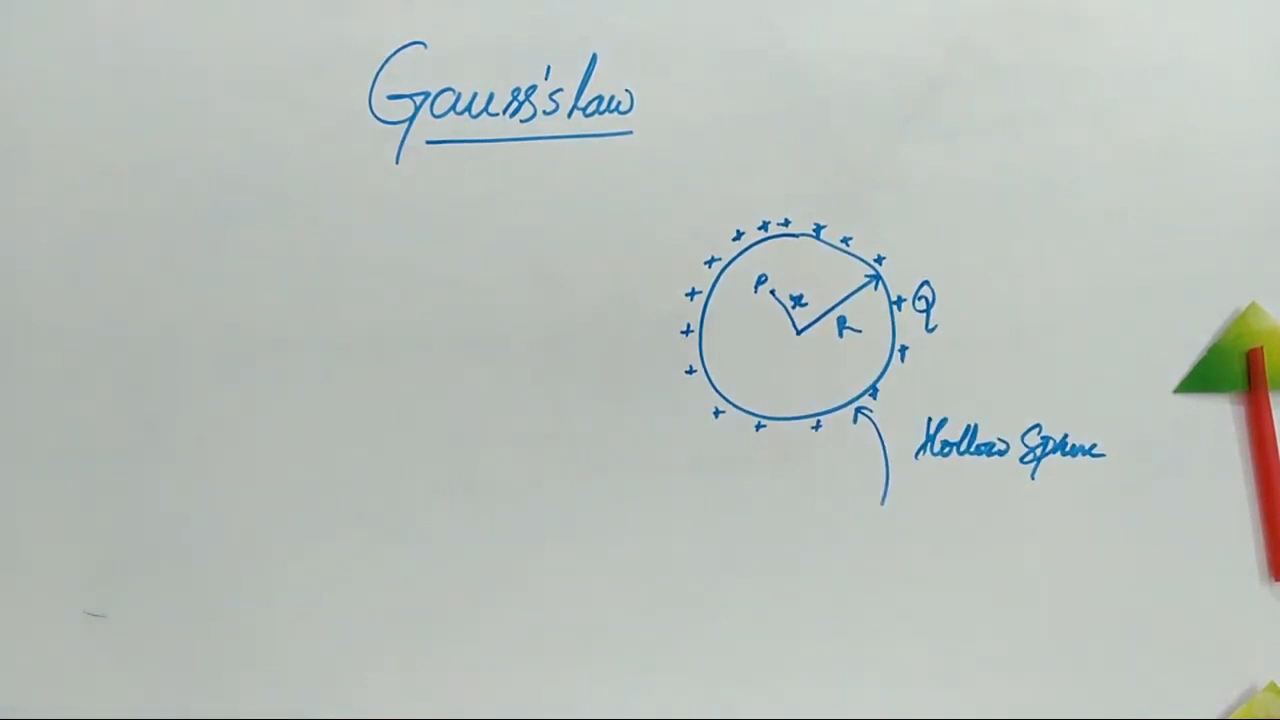 Gauss's law
+ + + + + + + + + + + + + + + + + +
P x
R
Q
Hollow Sphere